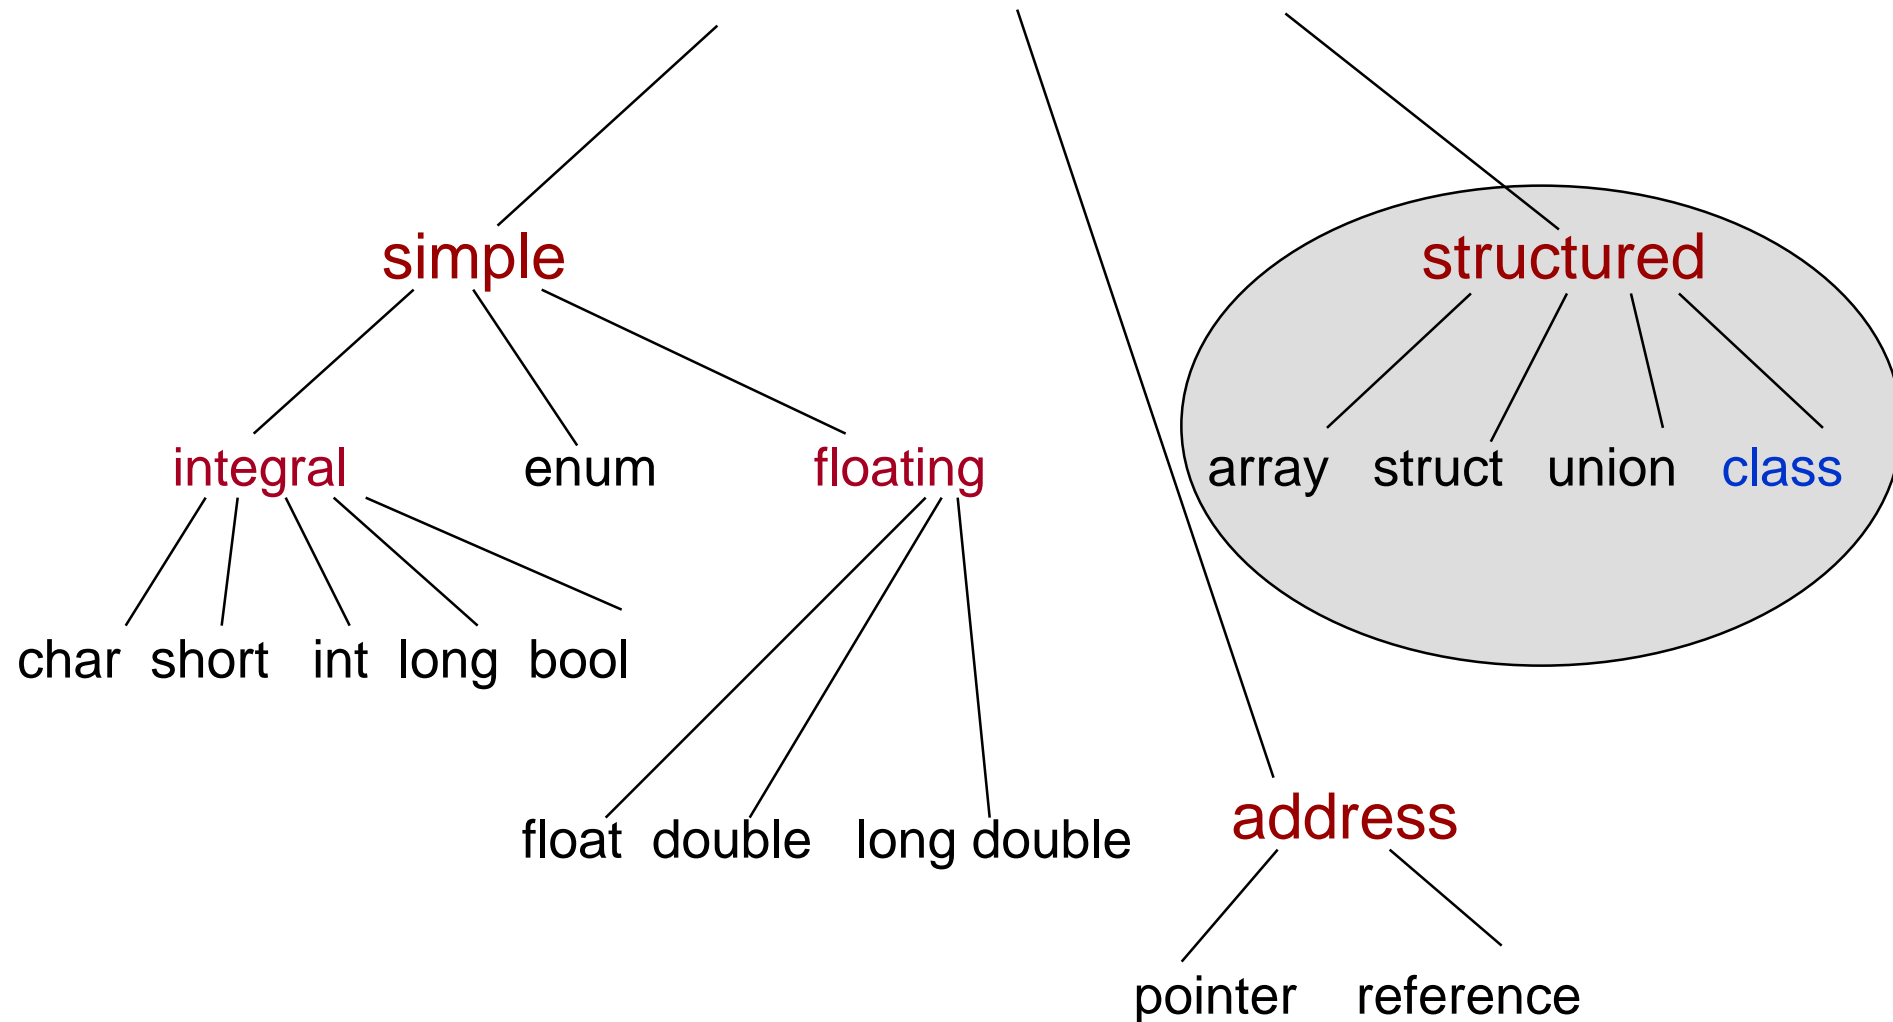 simple structured
integral enum floating array struct union class
char short int long bool
float double long double address
pointer reference